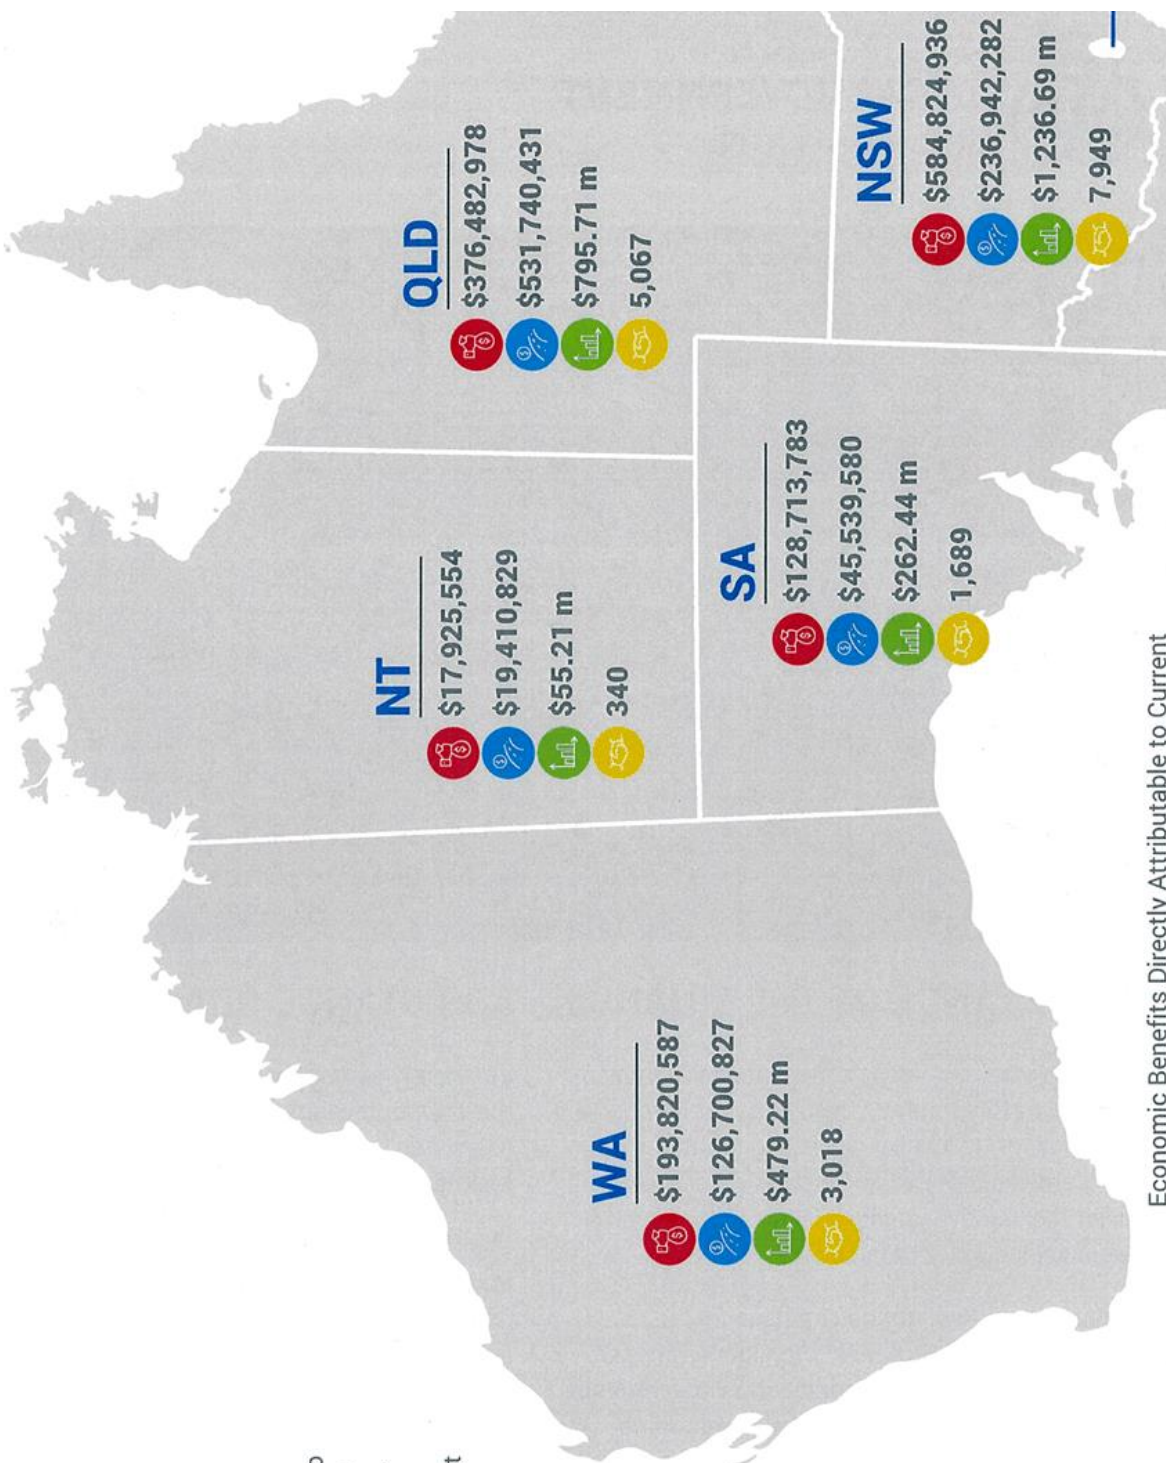 QLD
$376,482,978
$531,740,431
$795.71 m
5,067
NT
$17,925,554
$19,410,829
$55.21 m
340
WA
$193,820,587
$126,700,827
$479.22 m
3,018
SA
$128,713,783
$45,539,580
$262.44 m
1,689
NSW
$584,824,936
$236,942,282
$1,236.69 m
7,949
Economic Benefits Directly Attributable to Current